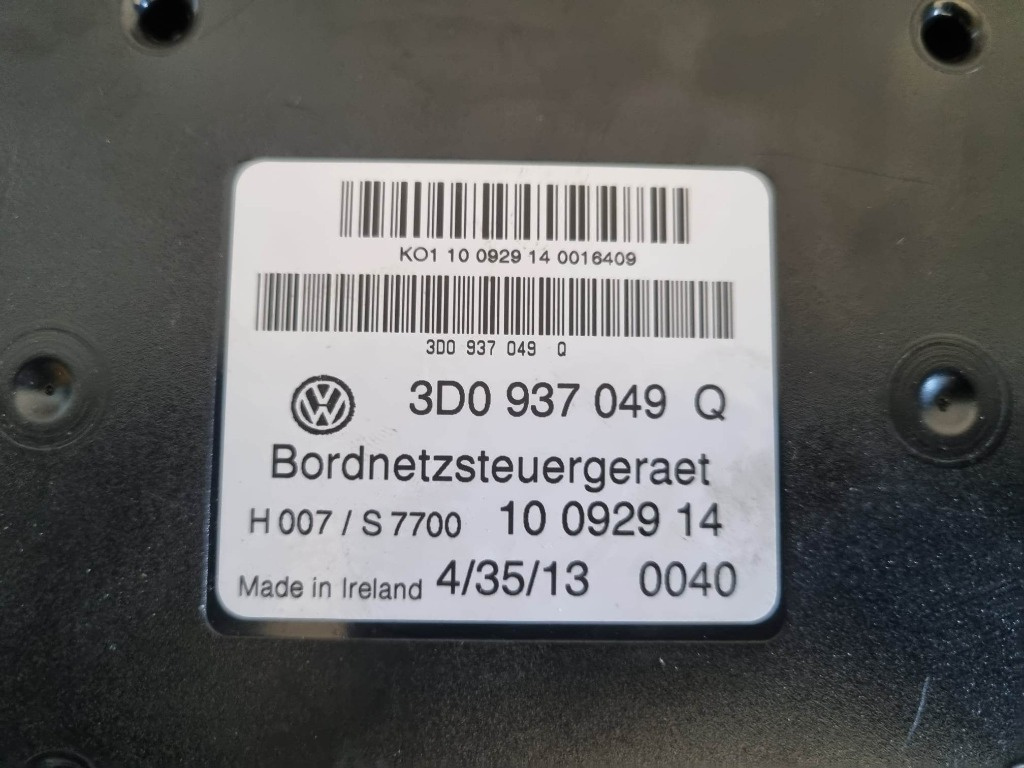 KO1 10 0929 14 0016409
3D0 937 049 Q
3D0 937 049 Q
Bordnetzsteuergeraet
H 007 / S 7700 10 0929 14
Made in Ireland 4/35/13 0040